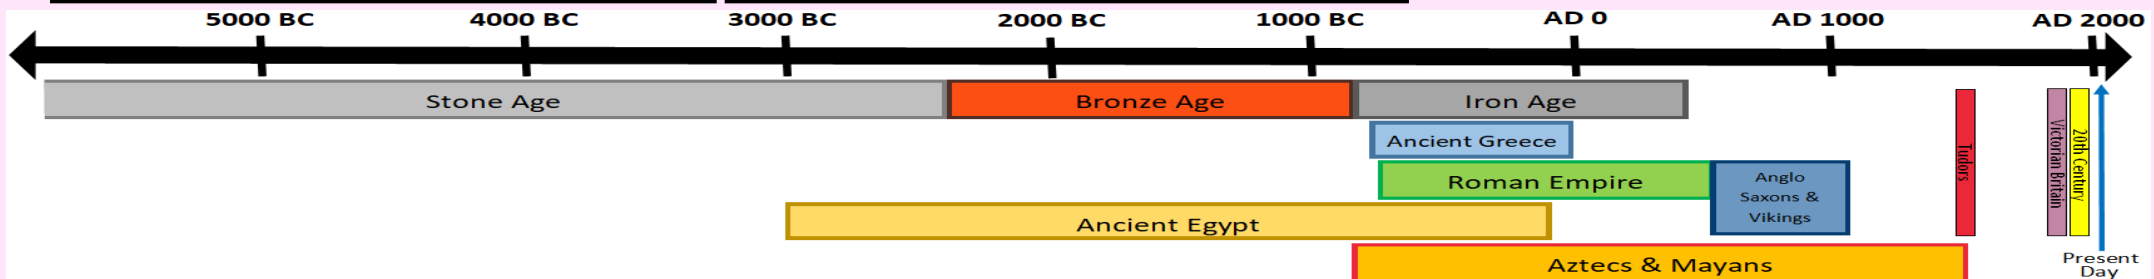 5000 BC
4000 BC
3000 BC
2000 BC
1000 BC
AD 0
AD 1000
AD 2000
Stone Age
Bronze Age
Iron Age
Ancient Greece
Roman Empire
Anglo
Saxons &
Vikings
Ancient Egypt
Aztecs & Mayans
Tudors
Victorian Britain
20th Century
Present
Day